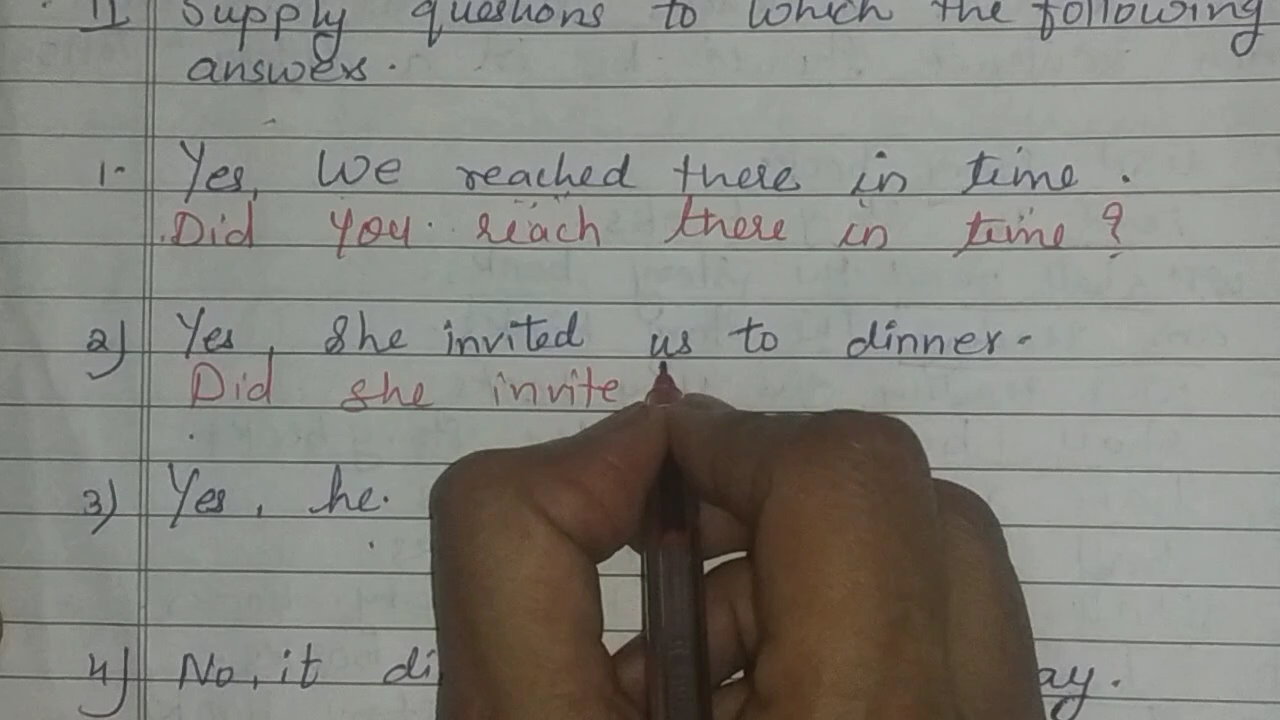 II Supply questions to which the following
answers.
1. Yes, We reached there in time.
Did you reach there in time?
2) Yes, She invited us to dinner.
Did she invite
3) Yes, he
4) No, it